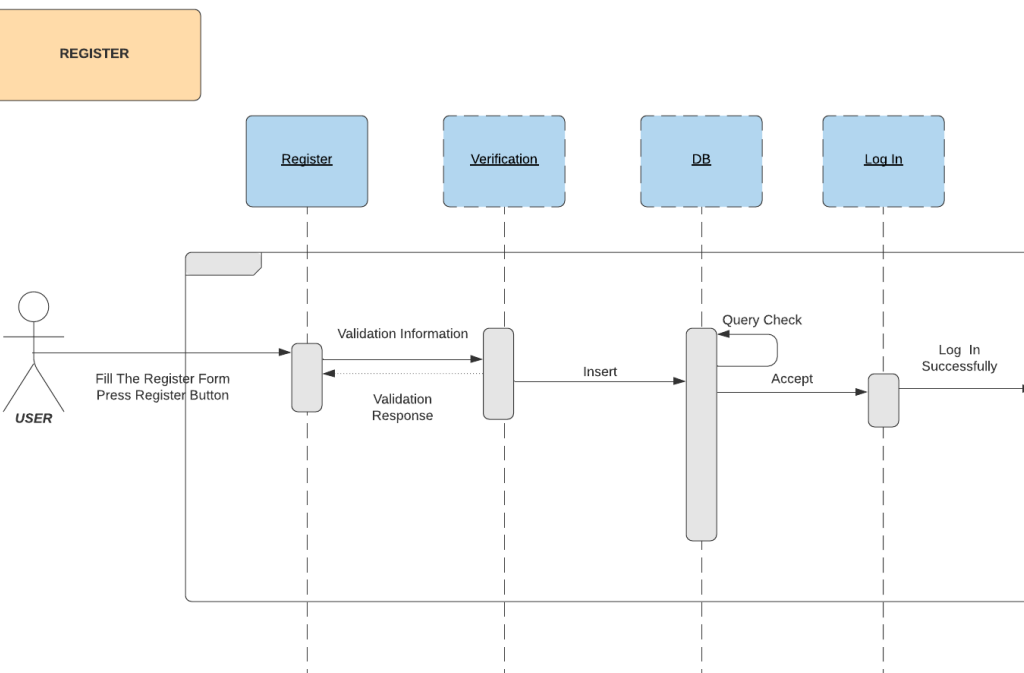 REGISTER
Register
Verification
DB
Log In
Query Check
Validation Information
Log In
Successfully
Insert
Accept
Fill The Register Form
Press Register Button
Validation
Response
USER